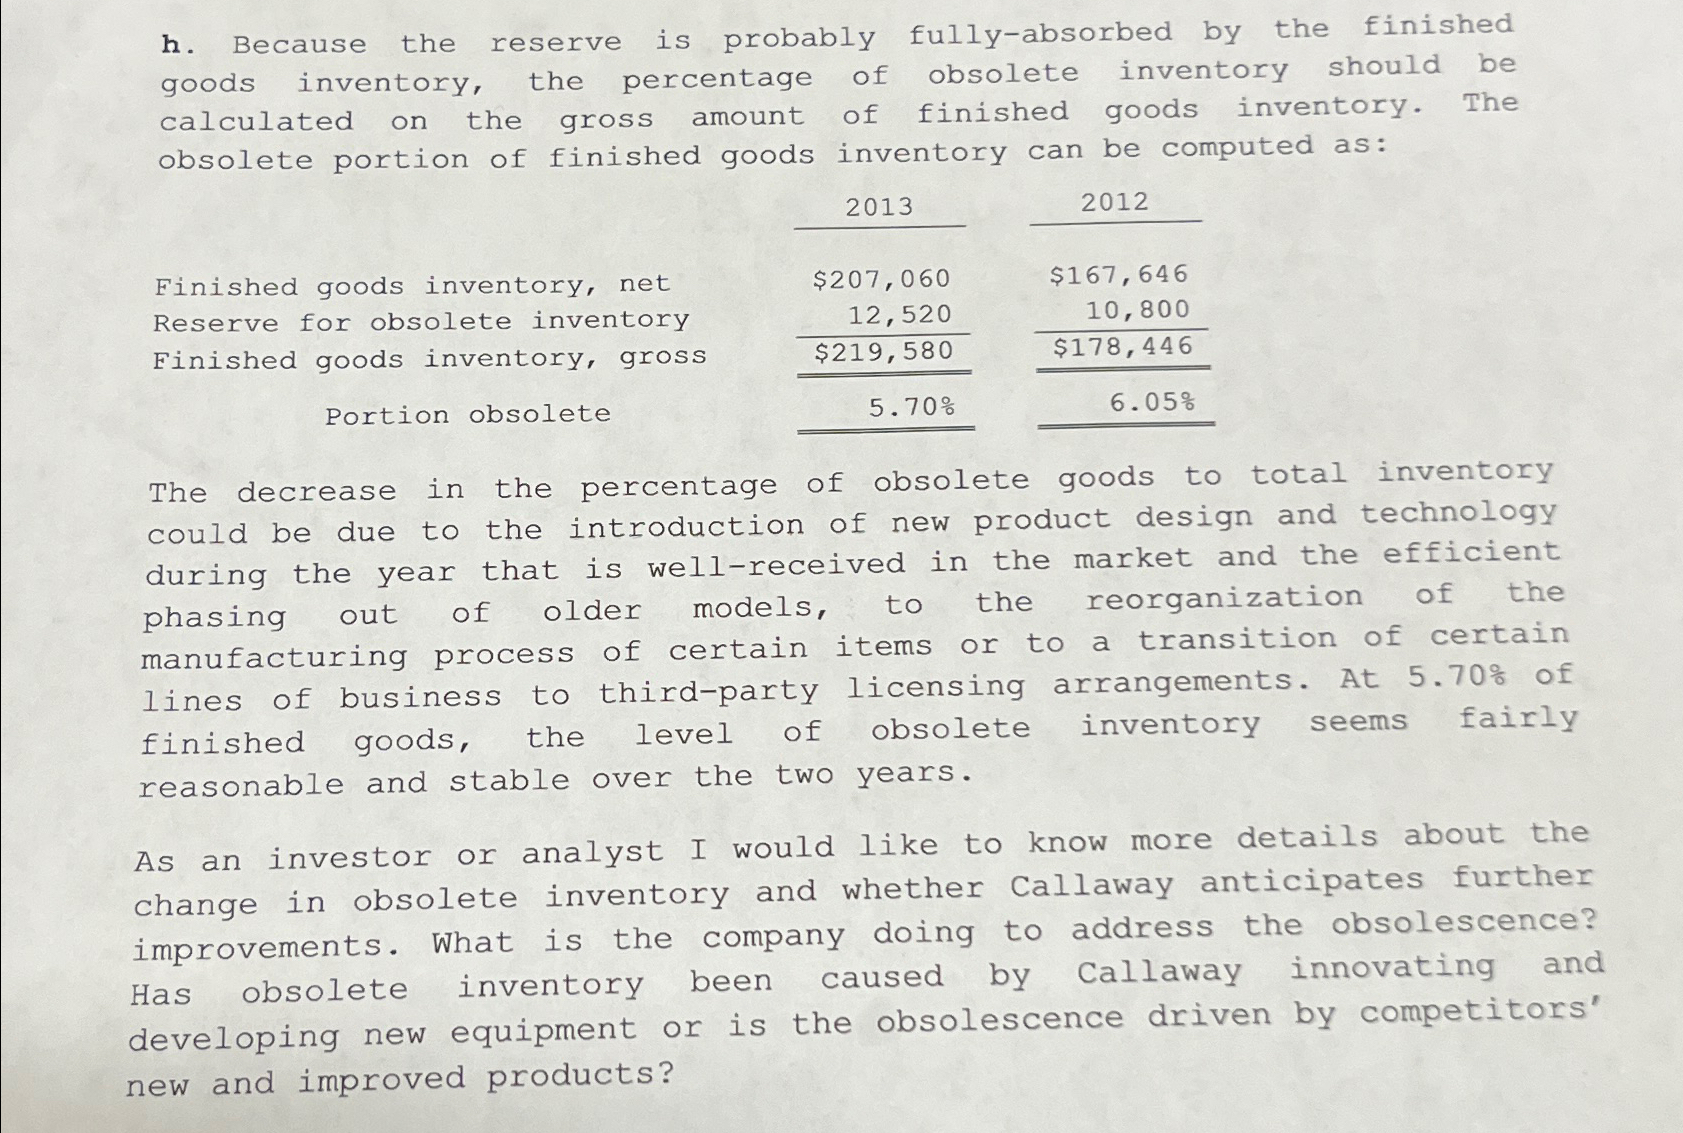 h. Because the reserve is probably fully-absorbed by the finished
goods inventory, the percentage of obsolete inventory should be
calculated on the gross amount of finished goods inventory. The
obsolete portion of finished goods inventory can be computed as:
2013 2012
Finished goods inventory, net $207,060 $167,646
Reserve for obsolete inventory 12,520 10,800
Finished goods inventory, gross $219,580 $178,446
Portion obsolete 5.70% 6.05%
The decrease in the percentage of obsolete goods to total inventory
could be due to the introduction of new product design and technology
during the year that is well-received in the market and the efficient
phasing out of older models, to the reorganization of the
manufacturing process of certain items or to a transition of certain
lines of business to third-party licensing arrangements. At 5.70% of
finished goods, the level of obsolete inventory seems fairly
reasonable and stable over the two years.
As an investor or analyst I would like to know more details about the
change in obsolete inventory and whether Callaway anticipates further
improvements. What is the company doing to address the obsolescence?
Has obsolete inventory been caused by Callaway innovating and
developing new equipment or is the obsolescence driven by competitors'
new and improved products?